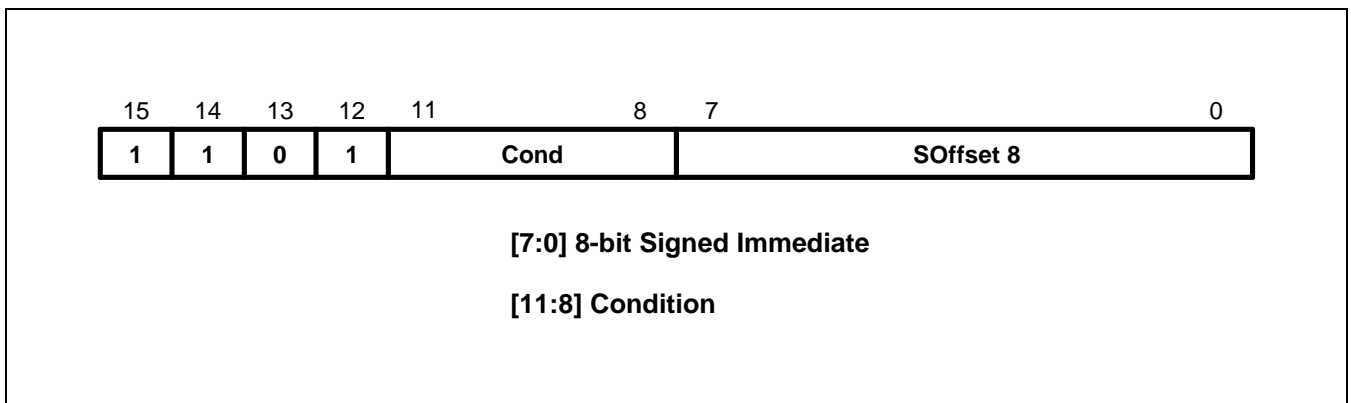 15 14 13 12 11 8 7 0
1 1 0 1 Cond SOffset 8
[7:0] 8-bit Signed Immediate
[11:8] Condition